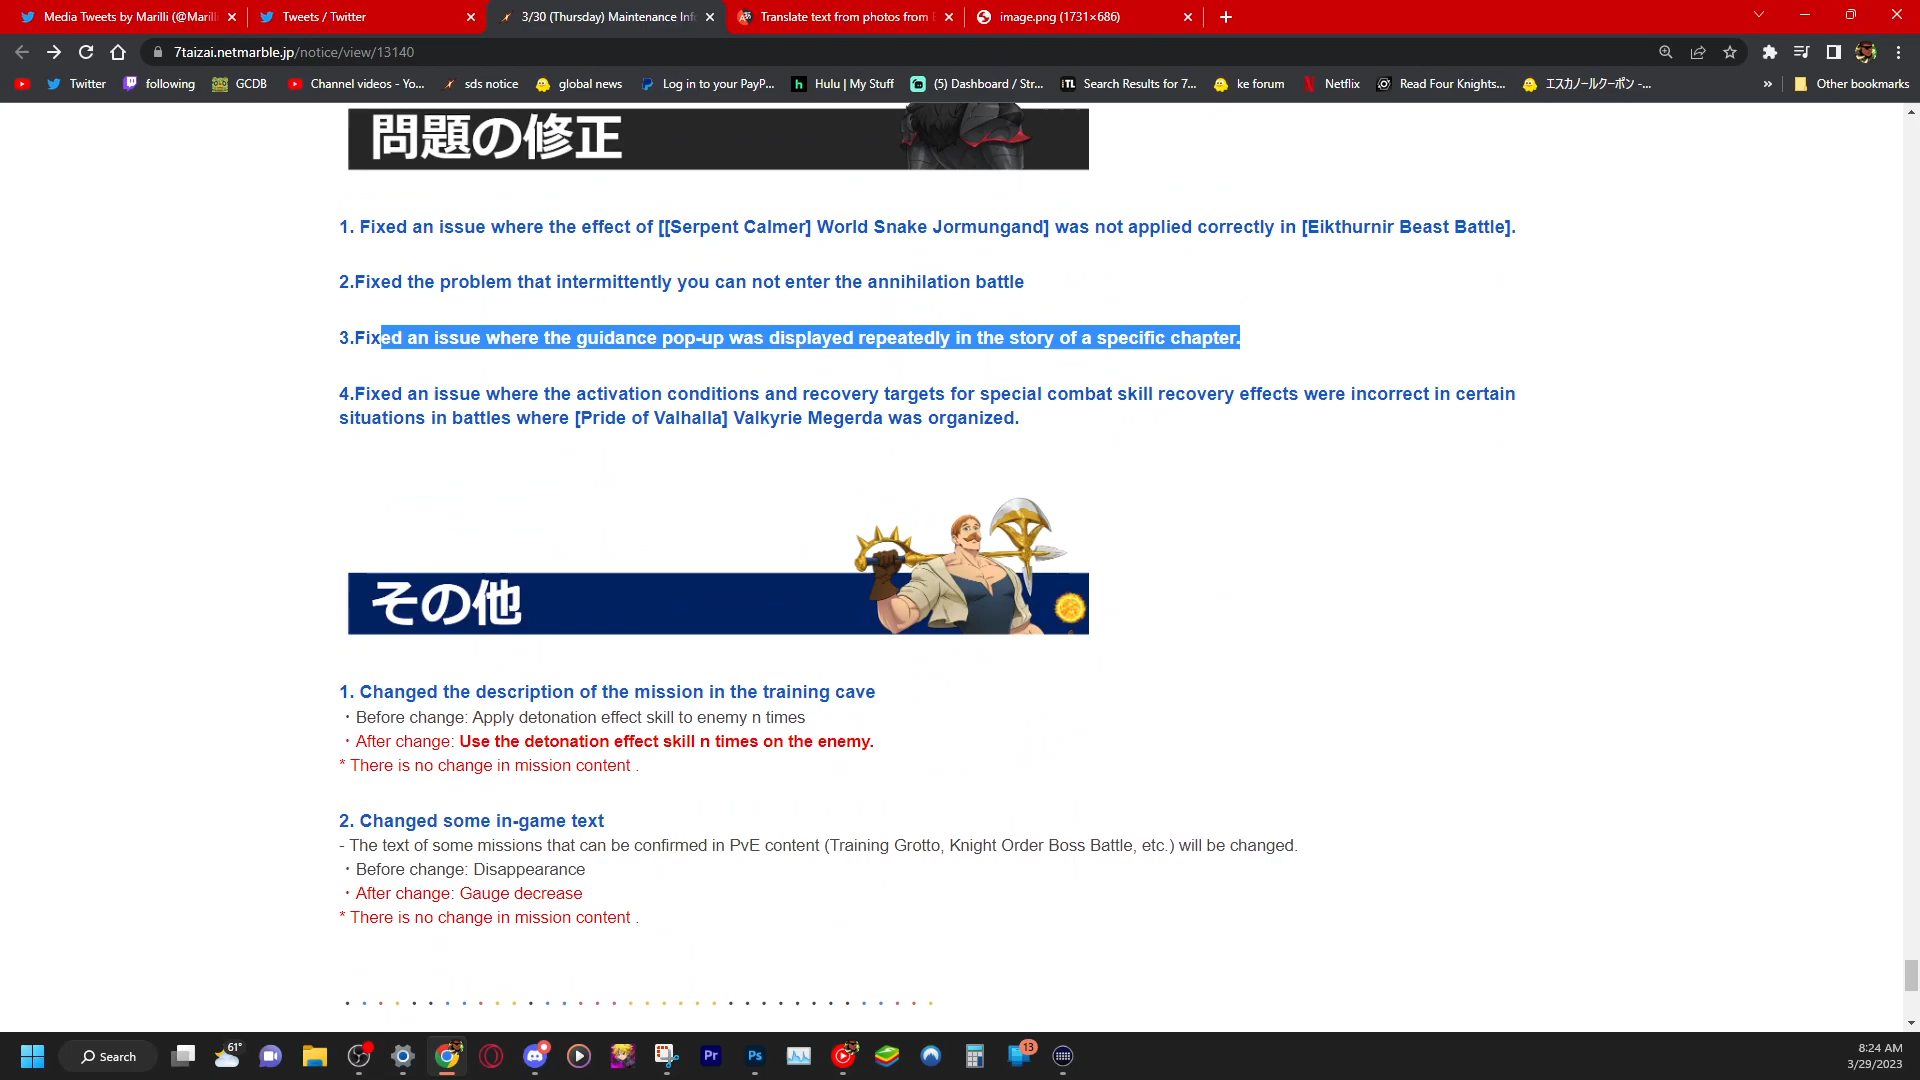 Media Tweets by Marilli (@Maril
Tweets / Twitter
3/30 (Thursday) Maintenance Inf
Translate text from photos from
image.png (1731×686)
7taizai.netmarble.jp/notice/view/13140
Twitter
following
GCDB
Channel videos - Yo...
sds notice
global news
Log in to your PayP...
Hulu | My Stuff
(5) Dashboard / Str...
Search Results for 7...
ke forum
Netflix
Read Four Knights...
エスカノールクーポン -...
»
Other bookmarks
問題の修正
1. Fixed an issue where the effect of [[Serpent Calmer] World Snake Jormungand] was not applied correctly in [Eikthurnir Beast Battle].
2.Fixed the problem that intermittently you can not enter the annihilation battle
3.Fixed an issue where the guidance pop-up was displayed repeatedly in the story of a specific chapter.
4.Fixed an issue where the activation conditions and recovery targets for special combat skill recovery effects were incorrect in certain
situations in battles where [Pride of Valhalla] Valkyrie Megerda was organized.
その他
1. Changed the description of the mission in the training cave
・Before change: Apply detonation effect skill to enemy n times
・After change: Use the detonation effect skill n times on the enemy.
* There is no change in mission content .
2. Changed some in-game text
- The text of some missions that can be confirmed in PvE content (Training Grotto, Knight Order Boss Battle, etc.) will be changed.
・Before change: Disappearance
・After change: Gauge decrease
* There is no change in mission content .
Search
61°
Pr
Ps
13
8:24 AM
3/29/2023